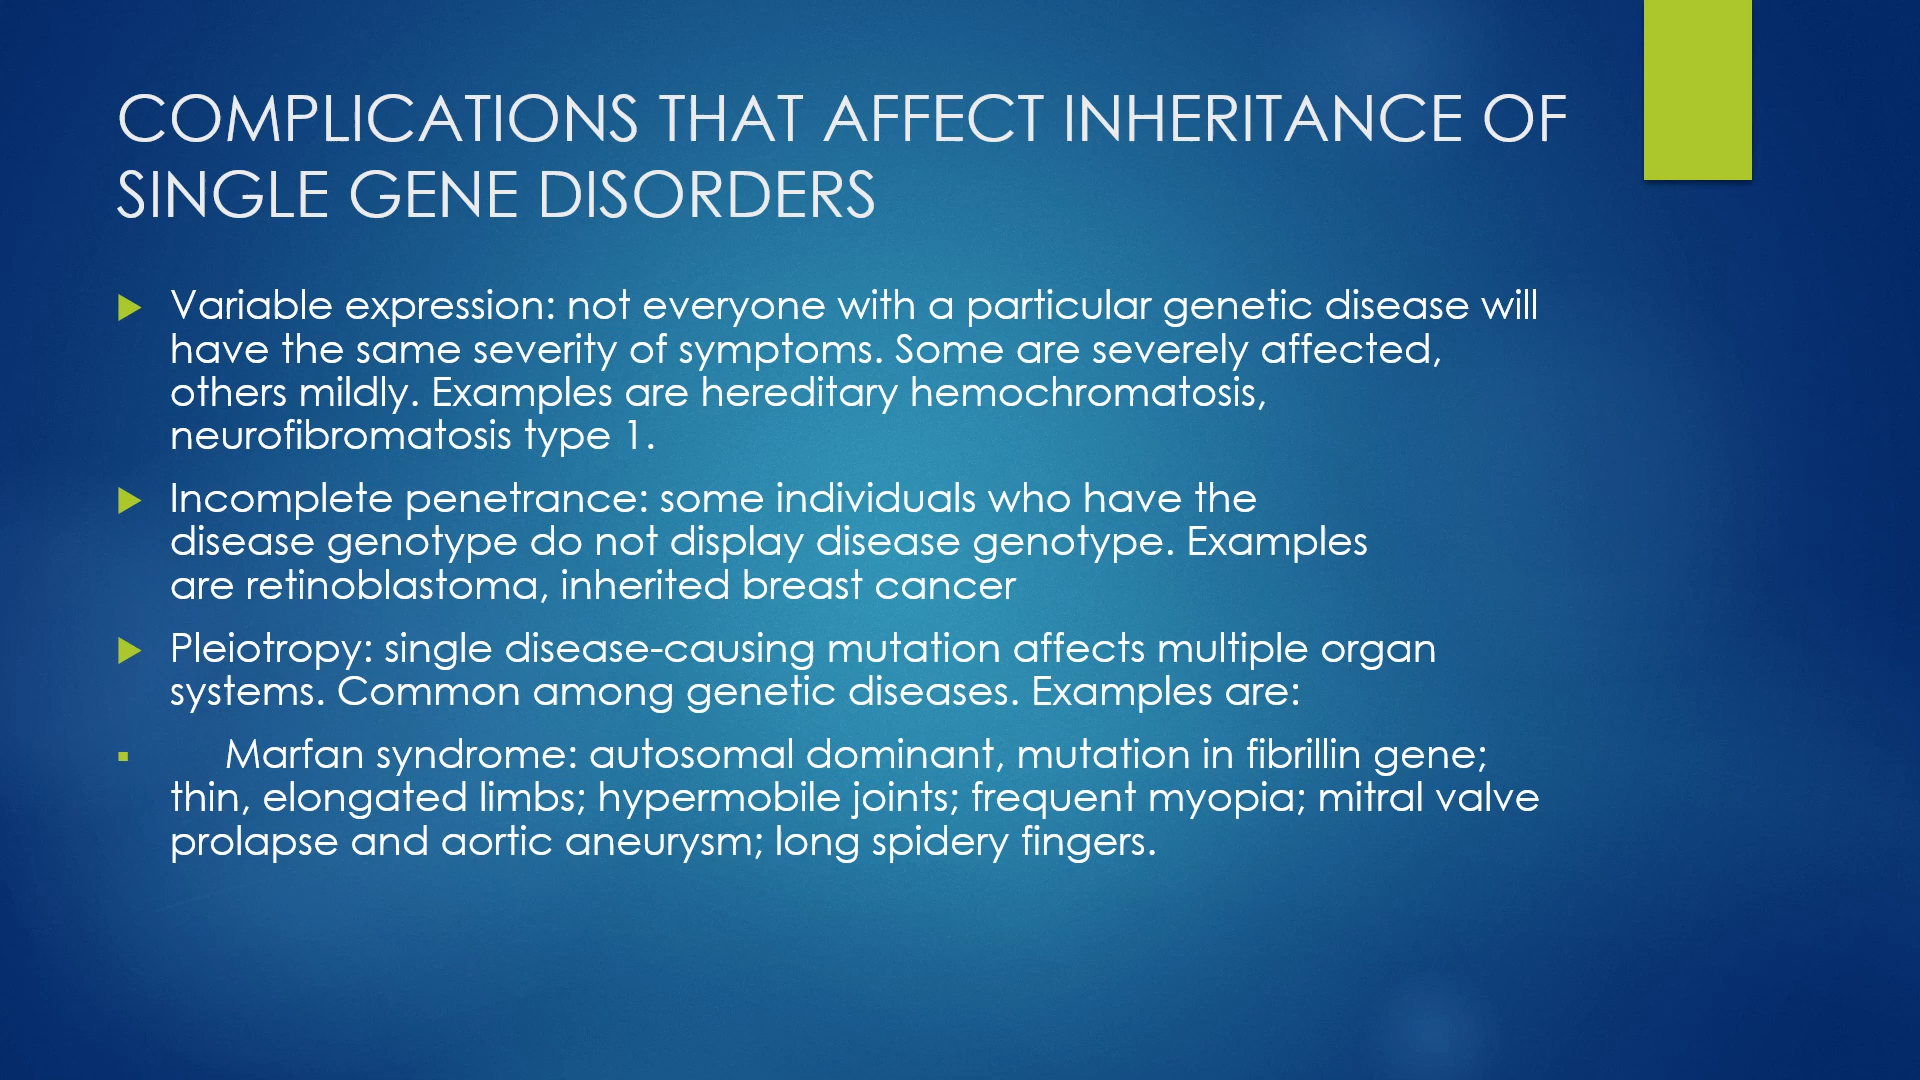 COMPLICATIONS THAT AFFECT INHERITANCE OF
SINGLE GENE DISORDERS
Variable expression: not everyone with a particular genetic disease will
have the same severity of symptoms. Some are severely affected,
others mildly. Examples are hereditary hemochromatosis,
neurofibromatosis type 1.
Incomplete penetrance: some individuals who have the
disease genotype do not display disease genotype. Examples
are retinoblastoma, inherited breast cancer
Pleiotropy: single disease-causing mutation affects multiple organ
systems. Common among genetic diseases. Examples are:
Marfan syndrome: autosomal dominant, mutation in fibrillin gene;
thin, elongated limbs; hypermobile joints; frequent myopia; mitral valve
prolapse and aortic aneurysm; long spidery fingers.